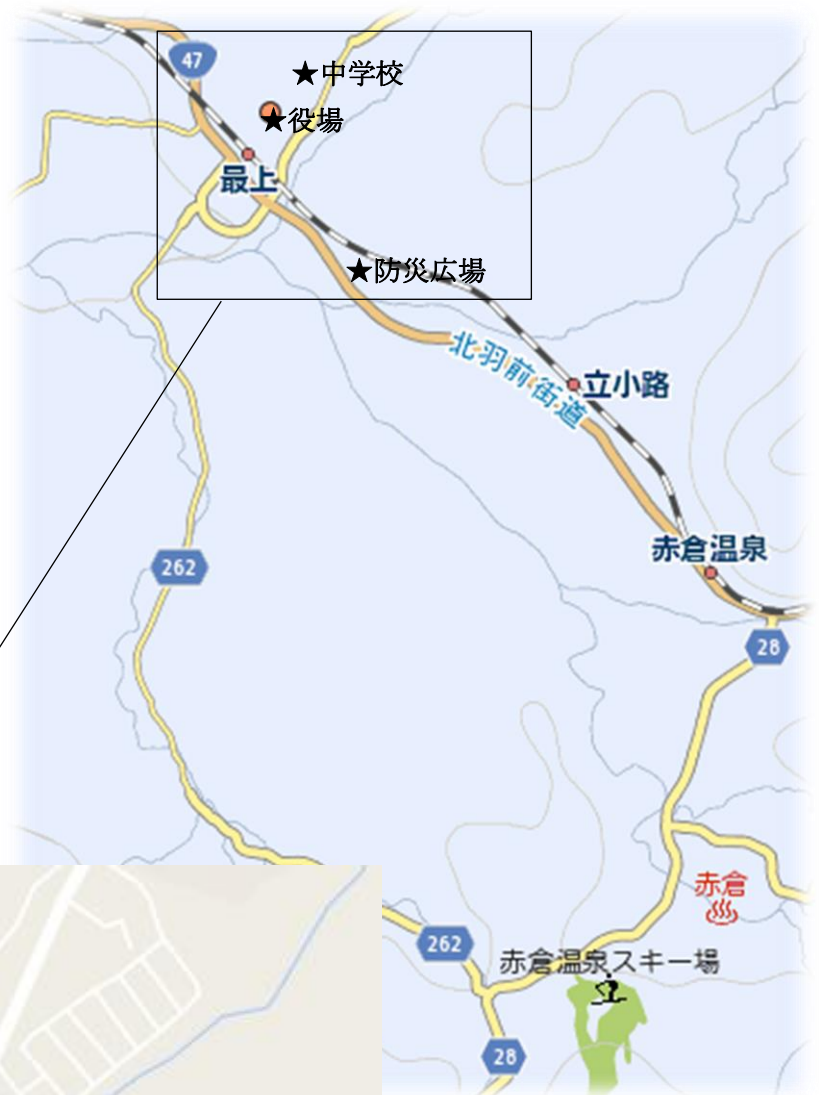 47
★中学校
★役場
最上
★防災広場
北羽前街道
立小路
赤倉温泉
262
28
赤倉
262
赤倉温泉スキー場
28